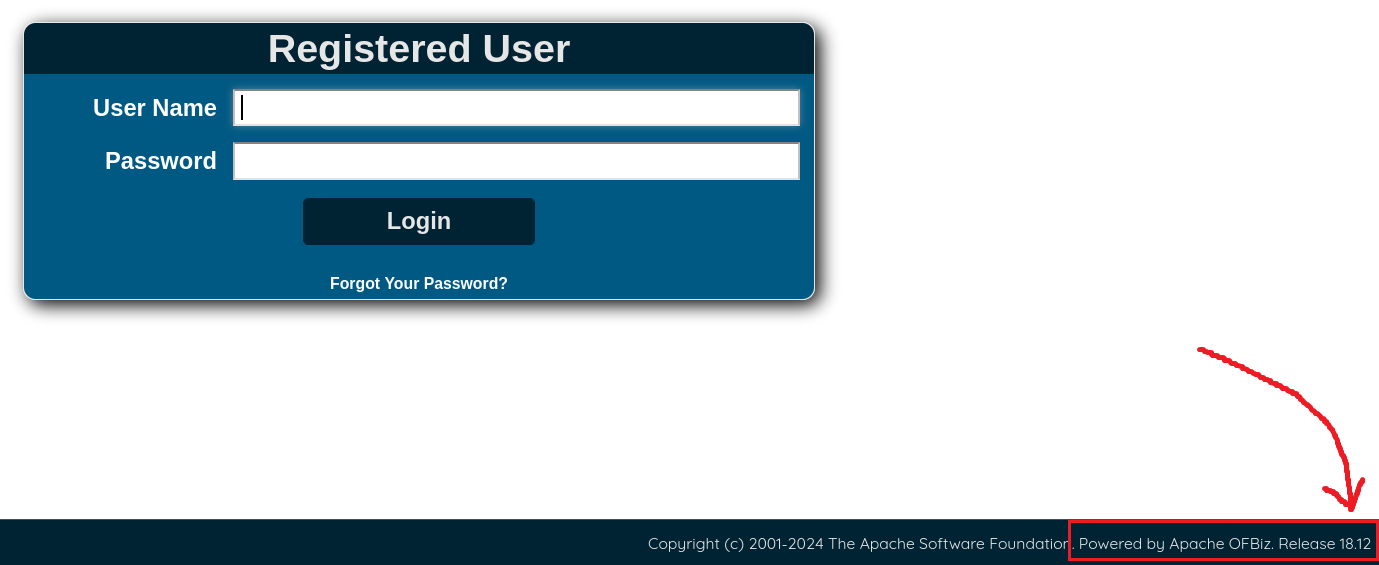 Registered User
User Name
Password
Login
Forgot Your Password?
Copyright (c) 2001-2024 The Apache Software Foundation. Powered by Apache OFBiz. Release 18.12